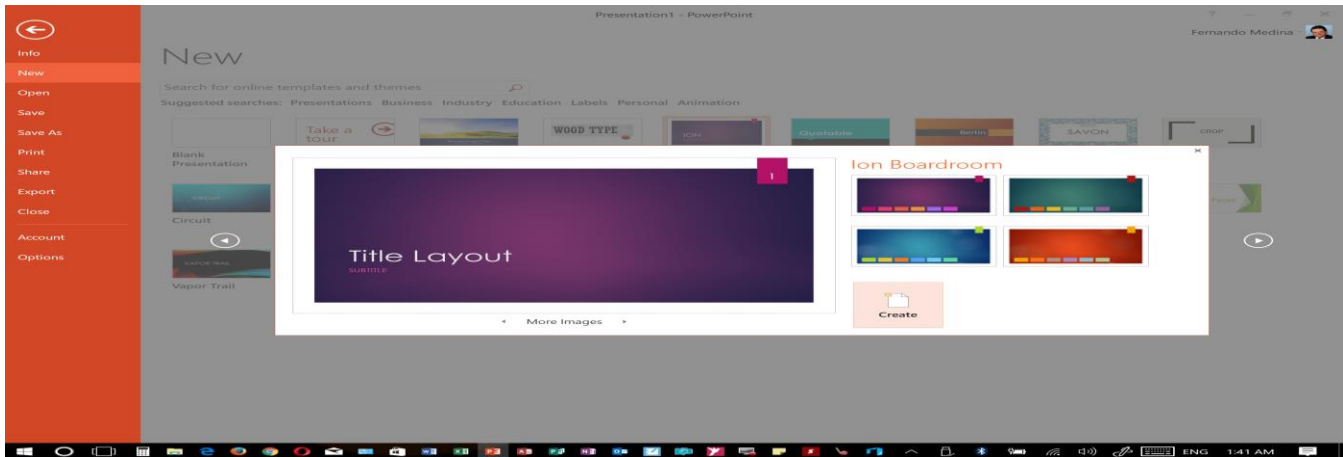 Presentation1 - PowerPoint
?
Fernando Medina
Info
New
Open
Save
Save As
Print
Share
Export
Close
Account
Options
New
Search for online templates and themes
Suggested searches: Presentations Business Industry Education Labels Personal Animation
Take a
tour
WOOD TYPE
ION
Quotable
Berlin
SAVON
CROP
Blank
Presentation
CIRCUIT
Circuit
VAPOR TRAIL
Vapor Trail
1
Title Layout
SUBTITLE
More Images
Ion Boardroom
Create
ENG 1:41 AM